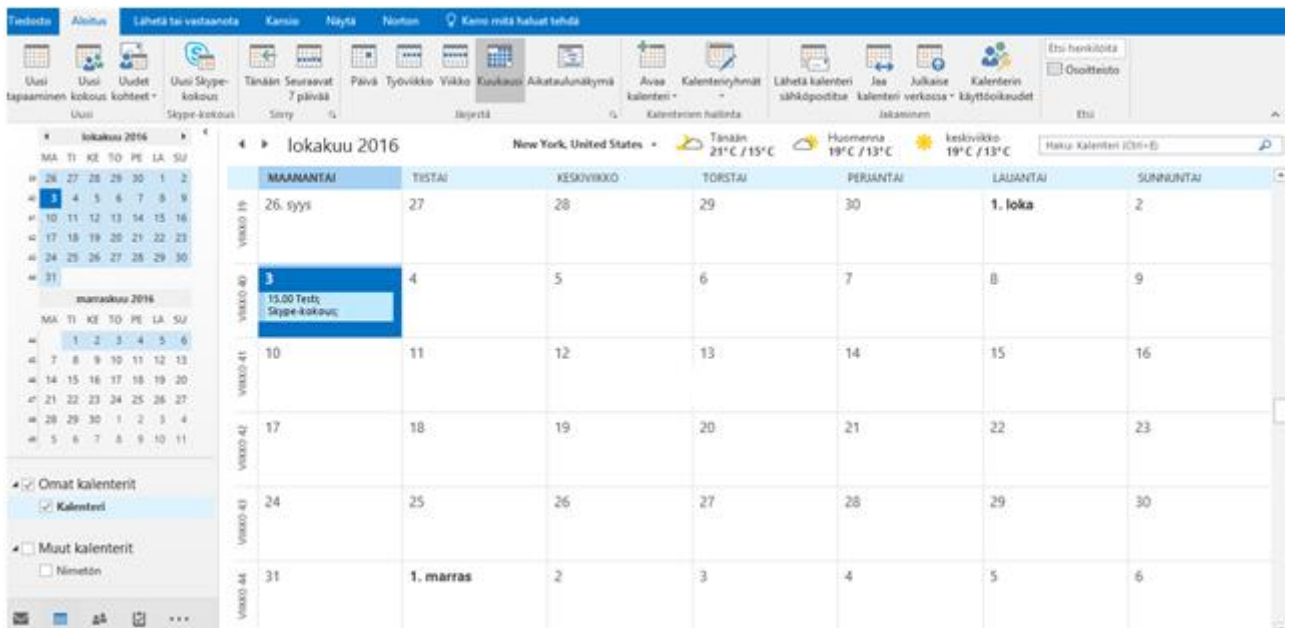 Tiedosto Aloitus Lähetä tai vastaanota Kansio Näytä Norton Kerro mitä haluat tehdä
Uusi tapaaminen
Uusi kokous
Uudet kohteet
Uusi
Uusi Skype-kokous
Skype-kokous
Tänään
Seuraavat 7 päivää
Siirry
Päivä Työviikko Viikko Kuukausi Aikataulunäkymä
Järjestä
Avaa kalenteri
Kalenteriryhmät
Kalenterien hallinta
Lähetä kalenteri sähköpostitse
Jaa kalenteri
Julkaise verkossa
Kalenterin käyttöoikeudet
Jakaminen
Etsi henkilöitä
Osoitteisto
Etsi
lokakuu 2016
MA TI KE TO PE LA SU
39 26 27 28 29 30 1 2
40 3 4 5 6 7 8 9
41 10 11 12 13 14 15 16
42 17 18 19 20 21 22 23
43 24 25 26 27 28 29 30
44 31
marraskuu 2016
MA TI KE TO PE LA SU
44 1 2 3 4 5 6
45 7 8 9 10 11 12 13
46 14 15 16 17 18 19 20
47 21 22 23 24 25 26 27
48 28 29 30 1 2 3 4
49 5 6 7 8 9 10 11
Omat kalenterit
Kalenteri
Muut kalenterit
Nimetön
lokakuu 2016
New York, United States
Tänään
21°C / 15°C
Huomenna
19°C / 13°C
keskiviikko
19°C / 13°C
Haku: Kalenteri (Ctrl+E)
MAANANTAI TIISTAI KESKIVIIKKO TORSTAI PERJANTAI LAUANTAI SUNNUNTAI
VIIKKO 39 26. syys 27 28 29 30 1. loka 2
VIIKKO 40 3 4 5 6 7 8 9
15.00 Testi;
Skype-kokous;
VIIKKO 41 10 11 12 13 14 15 16
VIIKKO 42 17 18 19 20 21 22 23
VIIKKO 43 24 25 26 27 28 29 30
VIIKKO 44 31 1. marras 2 3 4 5 6